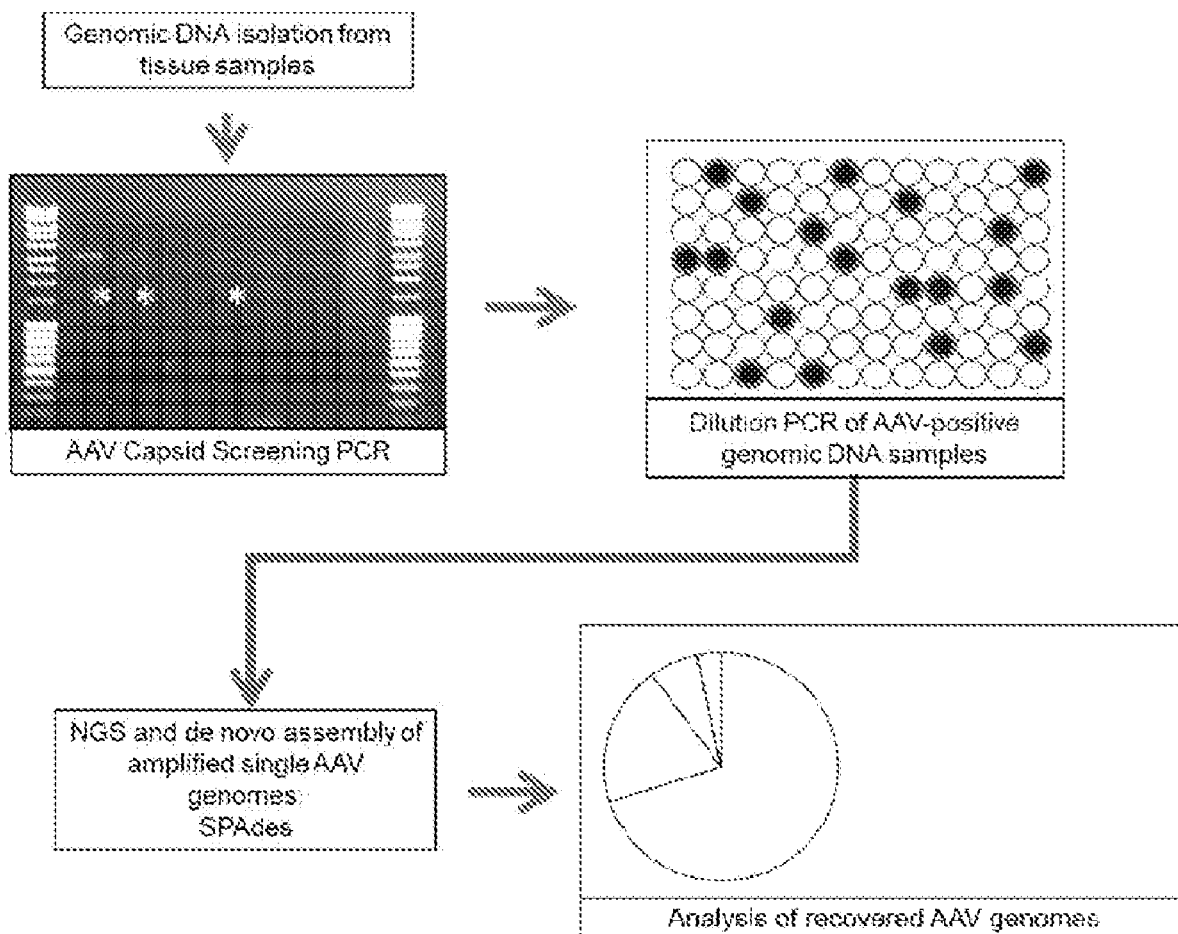 Genomic DNA isolation from
tissue samples
AAV Capsid Screening PCR
Dilution PCR of AAV-positive
genomic DNA samples
NGS and de novo assembly of
amplified single AAV
genomes:
SPAdes
Analysis of recovered AAV genomes